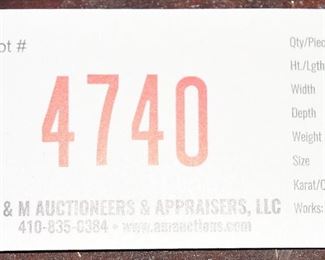 ot #
4740
Qty/Piec
Ht./Lgth
Width
Depth
Weight
Size
Karat/C
Works:
& M AUCTIONEERS & APPRAISERS, LLC
410-835-0384 • www.amauctions.com